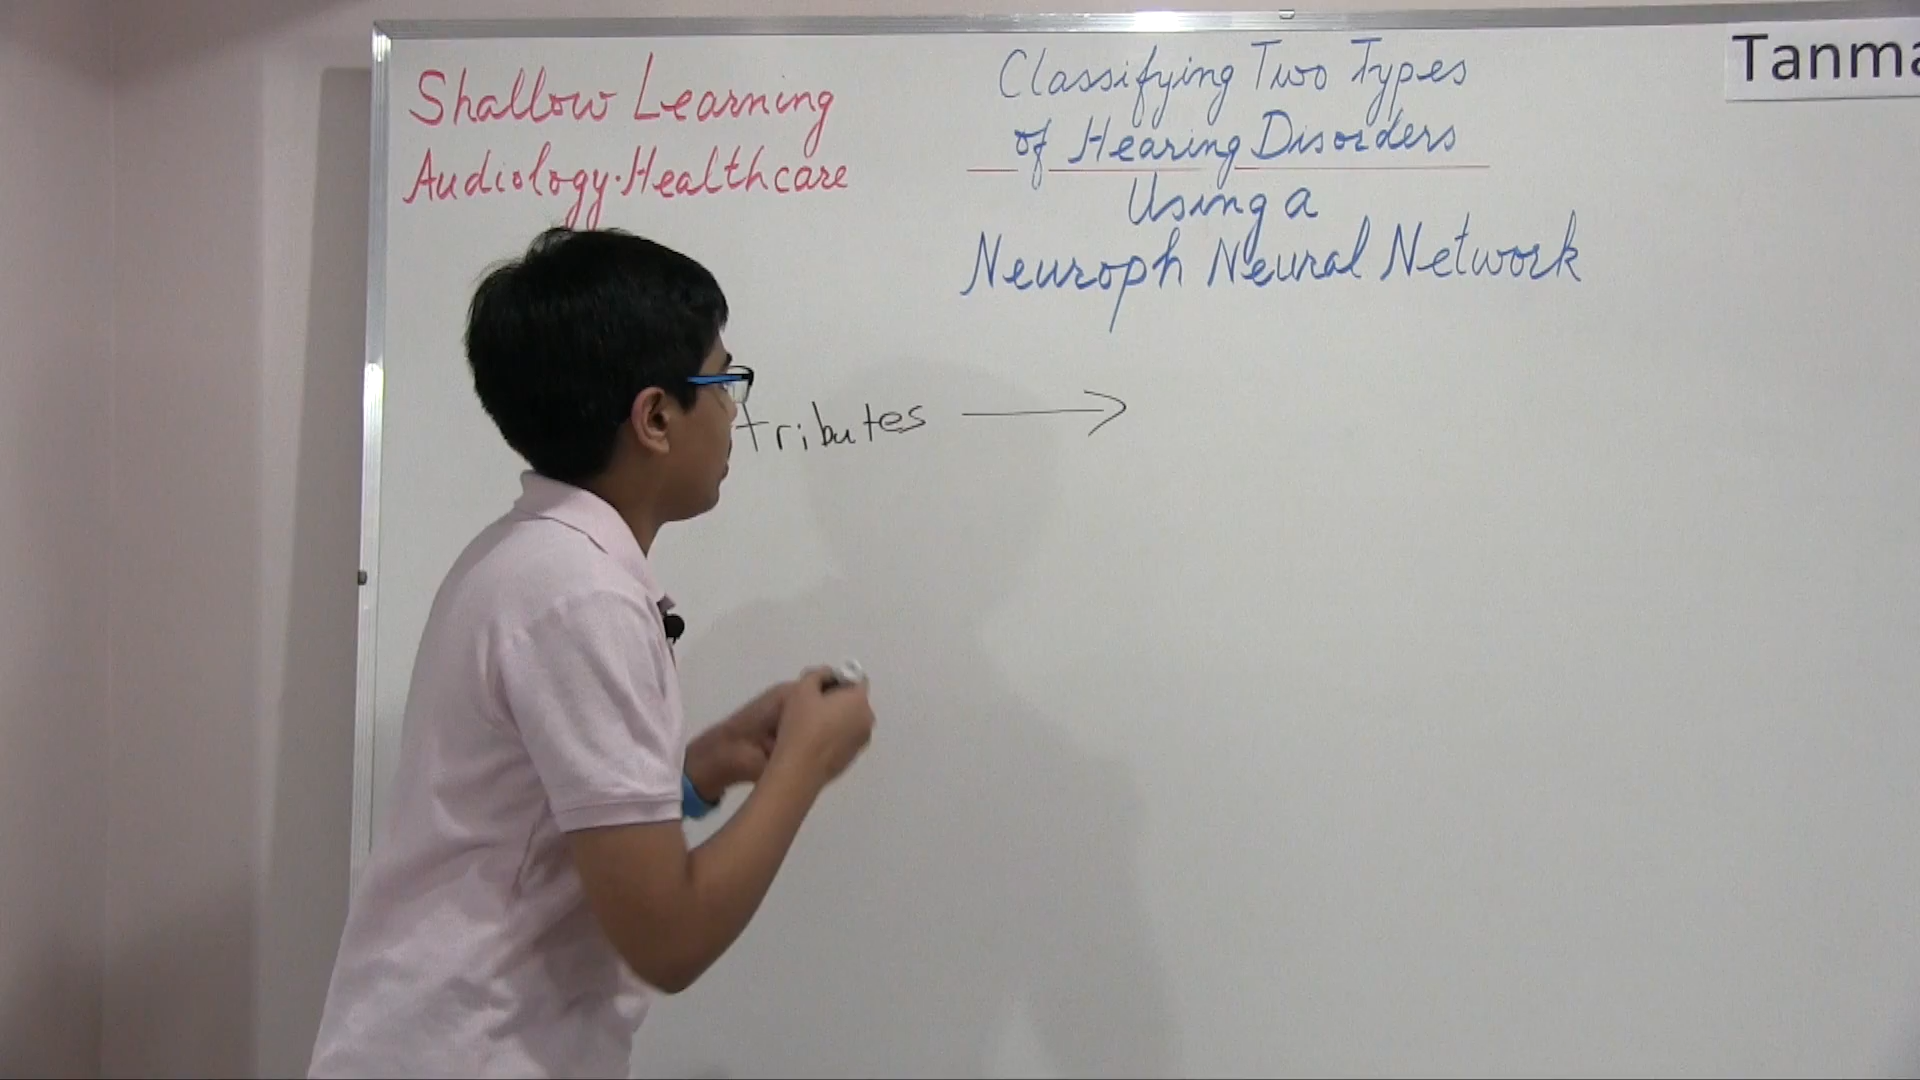 Shallow Learning
Audiology·Healthcare
Classifying Two Types
of Hearing Disorders
Using a
Neuroph Neural Network
Tanma
tributes →